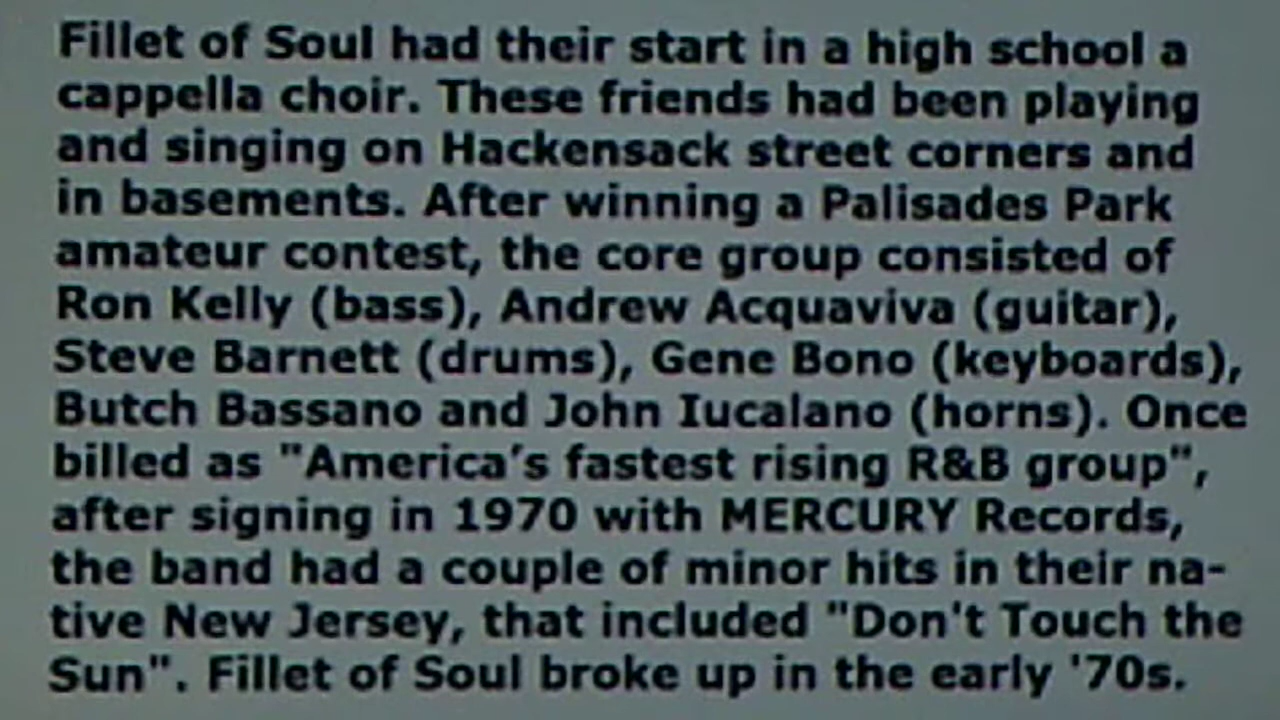 Fillet of Soul had their start in a high school a
cappella choir. These friends had been playing
and singing on Hackensack street corners and
in basements. After winning a Palisades Park
amateur contest, the core group consisted of
Ron Kelly (bass), Andrew Acquaviva (guitar),
Steve Barnett (drums), Gene Bono (keyboards),
Butch Bassano and John Iucalano (horns). Once
billed as "America’s fastest rising R&B group",
after signing in 1970 with MERCURY Records,
the band had a couple of minor hits in their na-
tive New Jersey, that included "Don't Touch the
Sun". Fillet of Soul broke up in the early '70s.